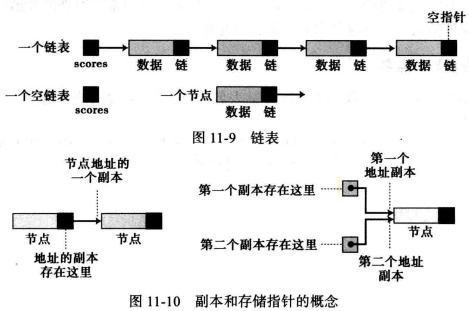 空指针
一个链表
scores
数据 链 数据 链 数据 链 数据 链
一个空链表
scores
一个节点
数据 链
图 11-9 链表
节点地址的
一个副本
节点
节点
地址的副本
存在这里
第一个
地址副本
第一个副本存在这里
第二个副本存在这里
节点
第二个地址
副本
图 11-10 副本和存储指针的概念